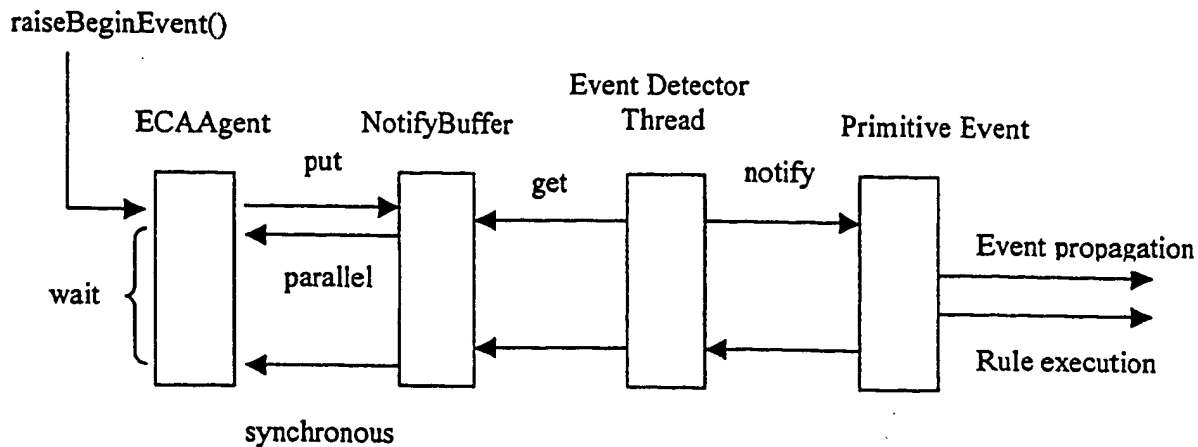 raiseBeginEvent()
Event Detector
Thread
ECAAgent
NotifyBuffer
Primitive Event
put
get
notify
parallel
wait
Event propagation
Rule execution
synchronous